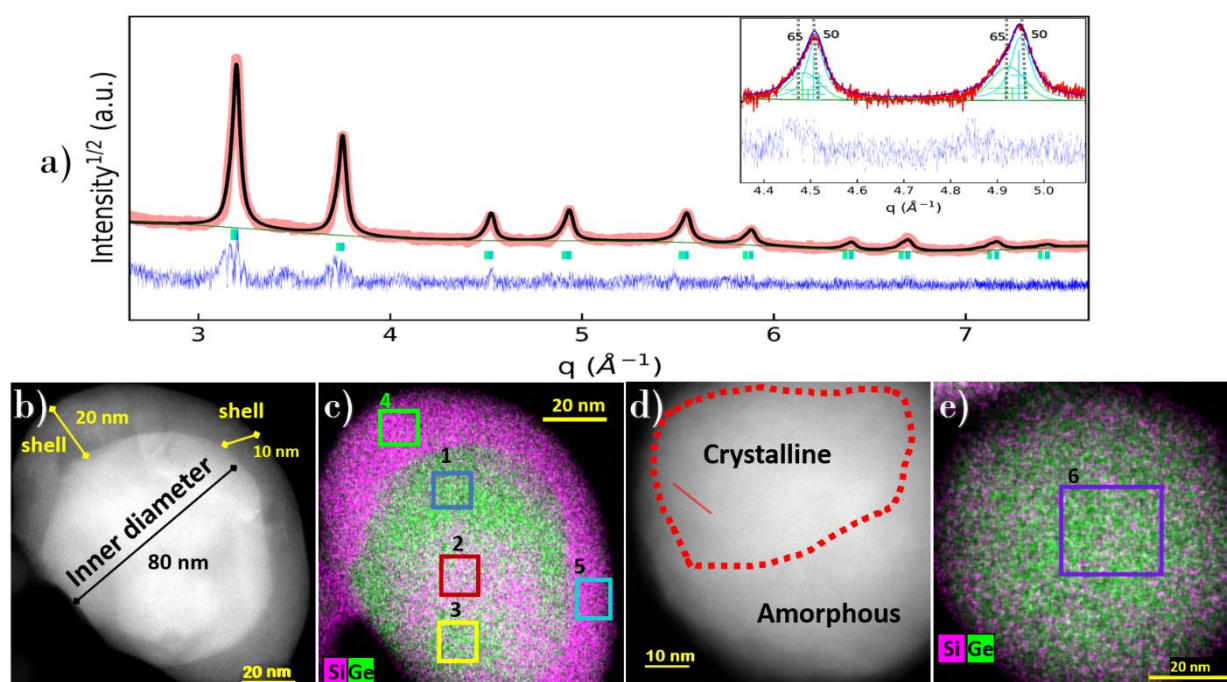 a)
Intensity^1/2 (a.u.)
3 4 5 6 7
q (Å⁻¹)
65 50 65 50
4.4 4.5 4.6 4.7 4.8 4.9 5.0
q (Å⁻¹)
b)
20 nm
shell
shell
10 nm
Inner diameter
80 nm
20 nm
c)
4
20 nm
1
2
5
3
Si Ge
d)
Crystalline
Amorphous
10 nm
e)
6
Si Ge
20 nm